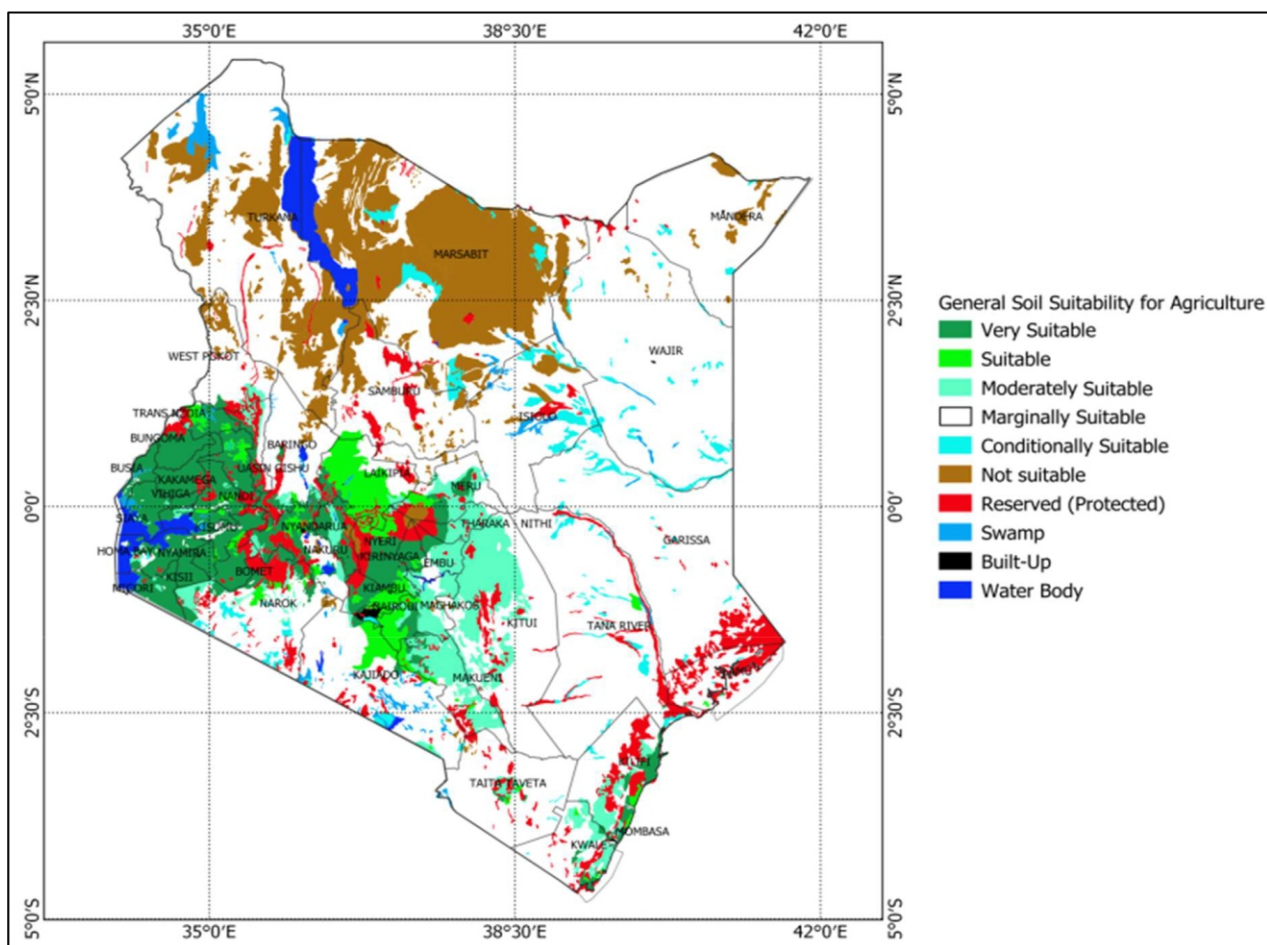 35°0′E 38°30′E 42°0′E
5°0′N 5°0′N
MANDERA
TURKANA
MARSABIT
2°30′N 2°30′N
WAJIR
WEST POKOT
SAMBURU
TRANS NZOIA
ISIOLO
BUNGOMA
BARINGO
BUSIA
UASIN GISHU
LAIKIPIA
KAKAMEGA
MERU
VIHIGA
NANDI
0°0′ 0°0′
SIAYA
KISUMU
NYANDARUA
THARAKA NITHI
NYERI
GARISSA
HOMA BAY
NYAMIRA
NAKURU
KIRINYAGA
EMBU
BOMET
KISII
MIGORI
KIAMBU
NAROK
NAIROBI
MACHAKOS
KITUI
TANA RIVER
KAJIADO
MAKUENI
2°30′S 2°30′S
KILIFI
TAITA TAVETA
MOMBASA
KWALE
5°0′S 5°0′S
35°0′E 38°30′E 42°0′E
General Soil Suitability for Agriculture
Very Suitable
Suitable
Moderately Suitable
Marginally Suitable
Conditionally Suitable
Not suitable
Reserved (Protected)
Swamp
Built-Up
Water Body